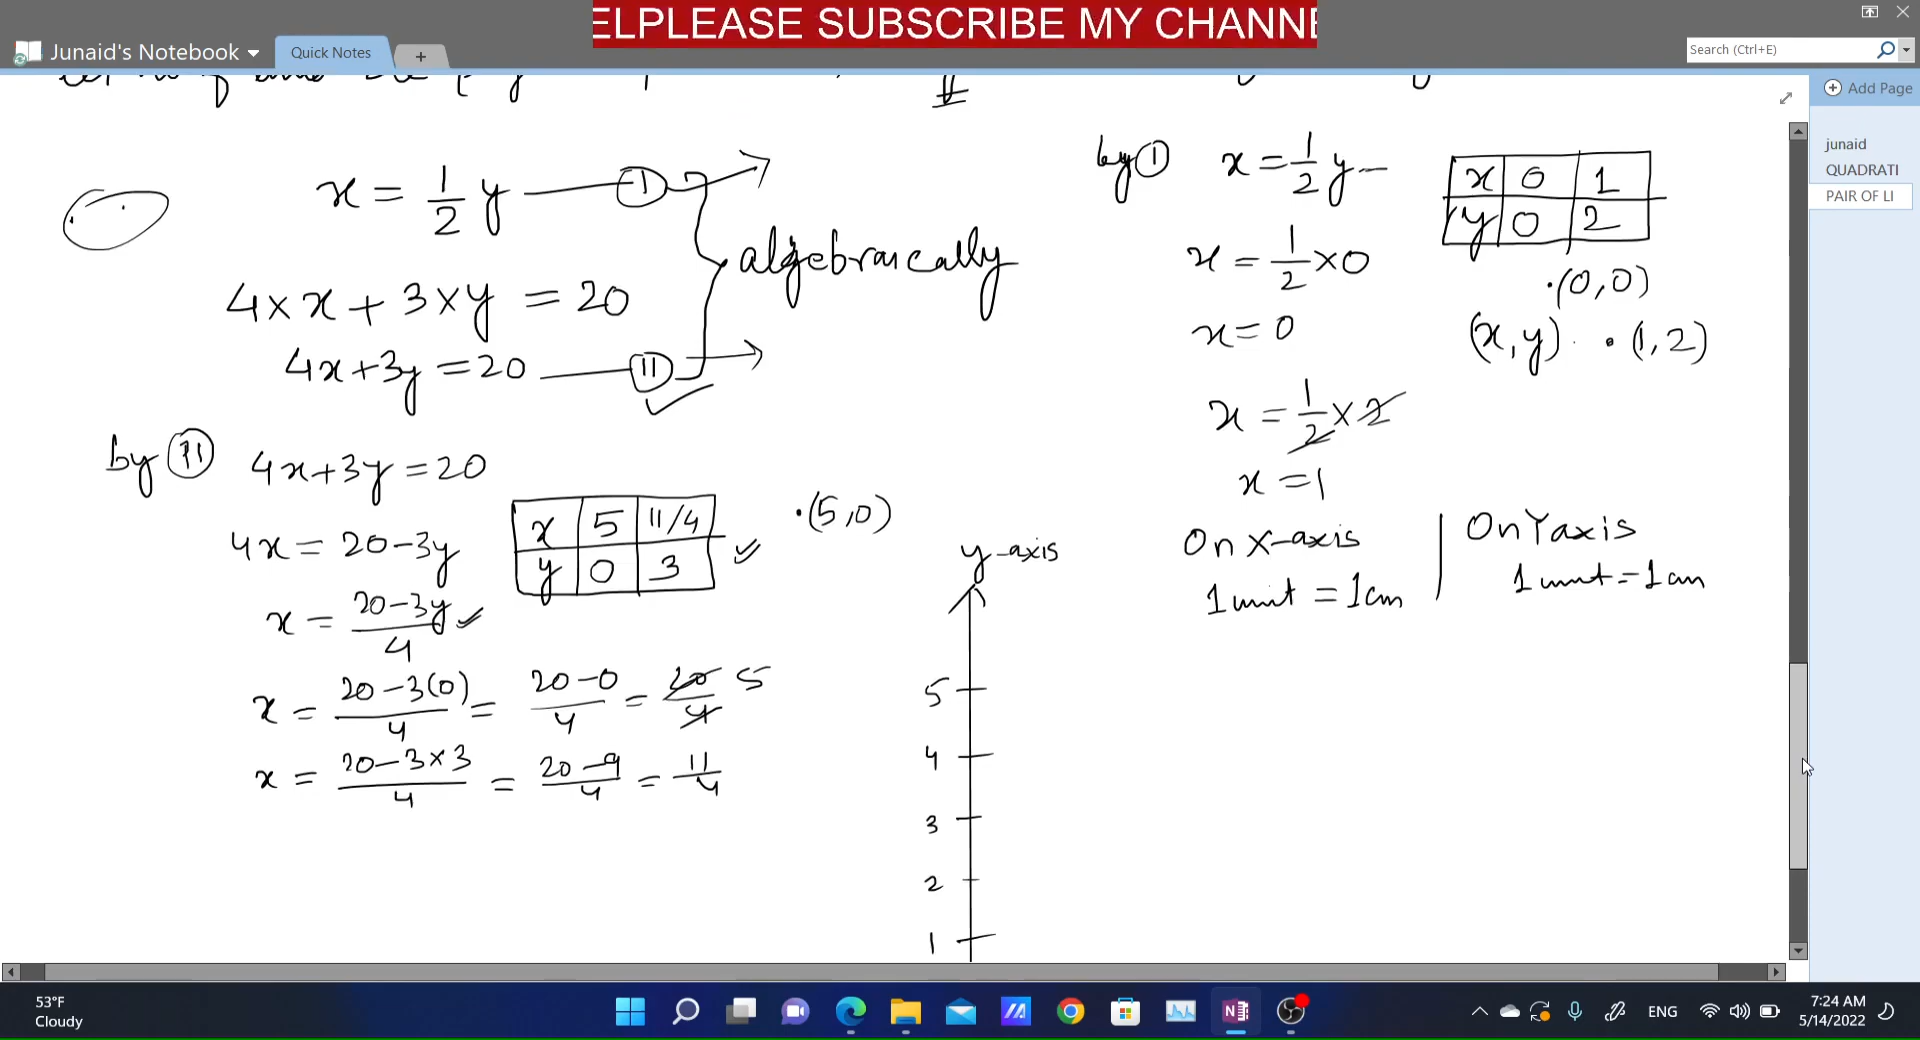 ELPLEASE SUBSCRIBE MY CHANNE
Junaid's Notebook
Quick Notes
+
Search (Ctrl+E)
Add Page
junaid
QUADRATI
PAIR OF LI
x = 1/2 y — I
4 × x + 3 × y = 20
4x + 3y = 20 — II
algebraically
by II 4x + 3y = 20
4x = 20 - 3y
x = (20 - 3y)/4
x = (20 - 3(0))/4 = (20 - 0)/4 = 20/4 5
x = (20 - 3 × 3)/4 = (20 - 9)/4 = 11/4
x 5 11/4
y 0 3
.(5,0)
by I x = 1/2 y
x = 1/2 × 0
x = 0
x = 1/2 × 2
x = 1
x 0 1
y 0 2
.(0,0)
(x,y) . (1,2)
On X-axis
1 unit = 1cm
On Y axis
1 unit = 1cm
y-axis
5
4
3
2
1
53°F
Cloudy
ENG
7:24 AM
5/14/2022